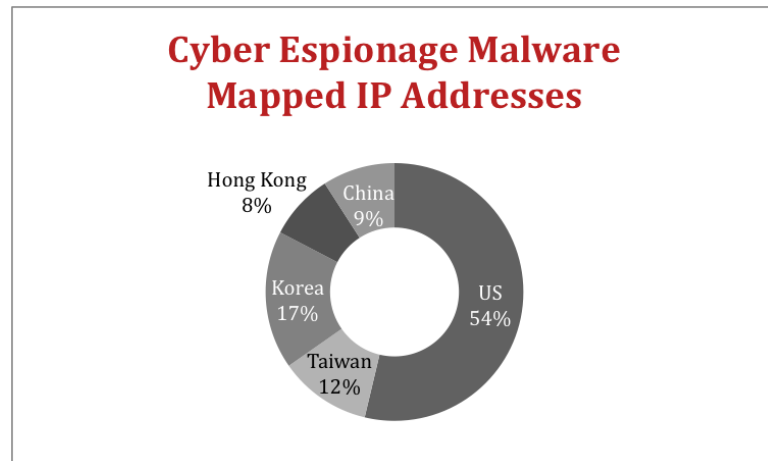 Cyber Espionage Malware
Mapped IP Addresses
Hong Kong
8%
China
9%
Korea
17%
US
54%
Taiwan
12%